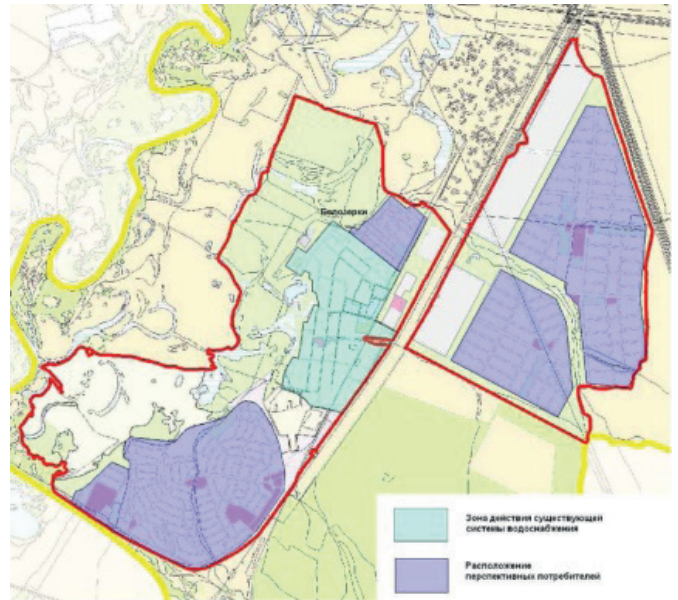 Белозерки
Зона действия существующей
системы водоснабжения
Расположение
перспективных потребителей